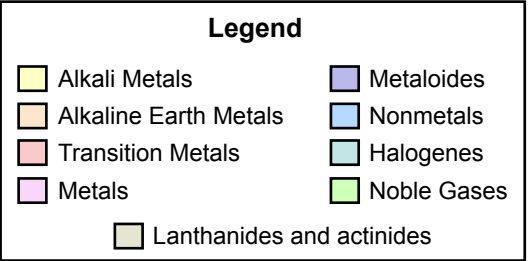 Legend
Alkali Metals
Alkaline Earth Metals
Transition Metals
Metals
Metaloides
Nonmetals
Halogenes
Noble Gases
Lanthanides and actinides